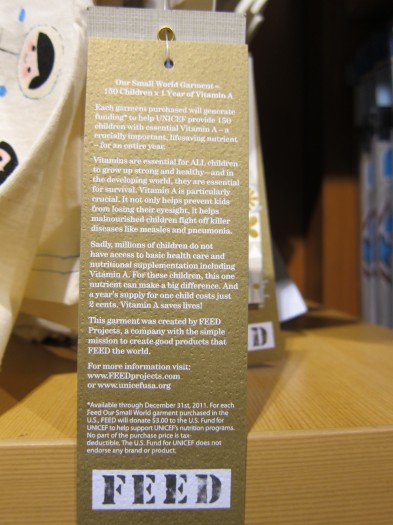 Our Small World Garment =
150 Children x 1 Year of Vitamin A
Each garment purchased will generate
funding* to help UNICEF provide 150
children with essential Vitamin A – a
crucially important, lifesaving nutrient
– for an entire year.
Vitamins are essential for ALL children
to grow up strong and healthy—and in
the developing world, they are essential
for survival. Vitamin A is particularly
crucial. It not only helps prevent kids
from losing their eyesight, it helps
malnourished children fight off killer
diseases like measles and pneumonia.
Sadly, millions of children do not
have access to basic health care and
nutritional supplementation including
Vitamin A. For these children, this one
nutrient can make a big difference. And
a year's supply for one child costs just
2 cents. Vitamin A saves lives!
This garment was created by FEED
Projects, a company with the simple
mission to create good products that
FEED the world.
For more information visit:
www.FEEDprojects.com
or www.unicefusa.org
*Available through December 31st, 2011. For each
Feed Our Small World garment purchased in the
U.S., FEED will donate $3.00 to the U.S. Fund for
UNICEF to help support UNICEF's nutrition programs.
No part of the purchase price is tax-
deductible. The U.S. Fund for UNICEF does not
endorse any brand or product.
FEED
D